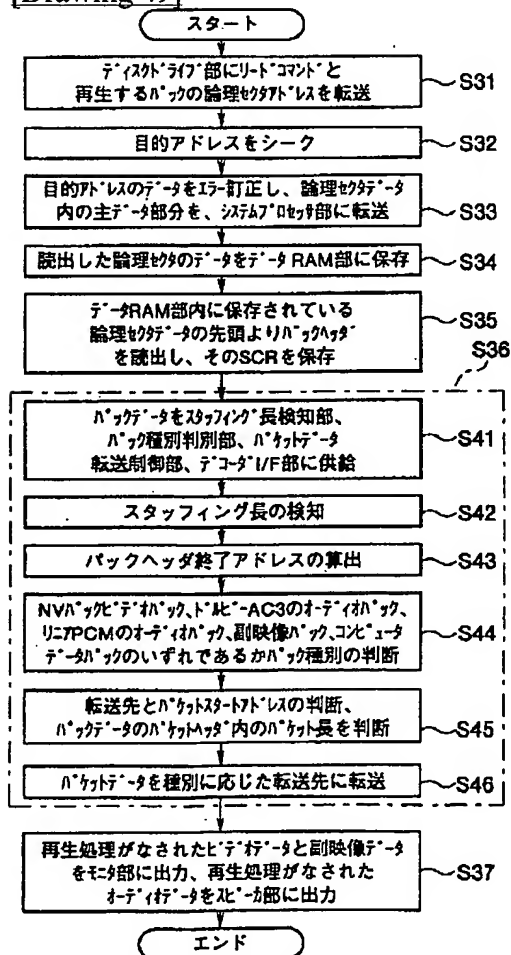 スタート
ディスクドライブ部にリードコマンドと
再生するパックの論理セクタアドレスを転送
S31
目的アドレスをシーク
S32
目的アドレスのデータをエラー訂正し、論理セクタデータ
内の主データ部分を、システムプロセッサ部に転送
S33
読出した論理セクタのデータをデータRAM部に保存
S34
データRAM部内に保存されている
論理セクタデータの先頭よりパックヘッダ
を読出し、そのSCRを保存
S35
S36
パックデータをスタッフィング長検知部、
パック種別判別部、パケットデータ
転送制御部、デコーダI/F部に供給
S41
スタッフィング長の検知
S42
パックヘッダ終了アドレスの算出
S43
NVパックビデオパック、ドルビーAC3のオーディオパック、
リニアPCMのオーディオパック、副映像パック、コンピュータ
データパックのいずれであるかパック種別の判断
S44
転送先とパケットスタートアドレスの判断、
パックデータのパケットヘッダ内のパケット長を判断
S45
パケットデータを種別に応じた転送先に転送
S46
再生処理がなされたビデオデータと副映像データ
をモニタ部に出力、再生処理がなされた
オーディオデータをスピーカ部に出力
S37
エンド